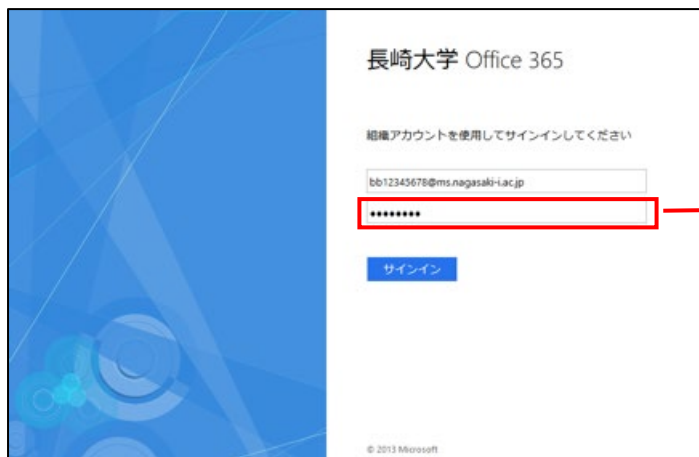 長崎大学 Office 365
組織アカウントを使用してサインインしてください
bb12345678@ms.nagasaki-i.ac.jp
••••••••
サインイン
© 2013 Microsoft